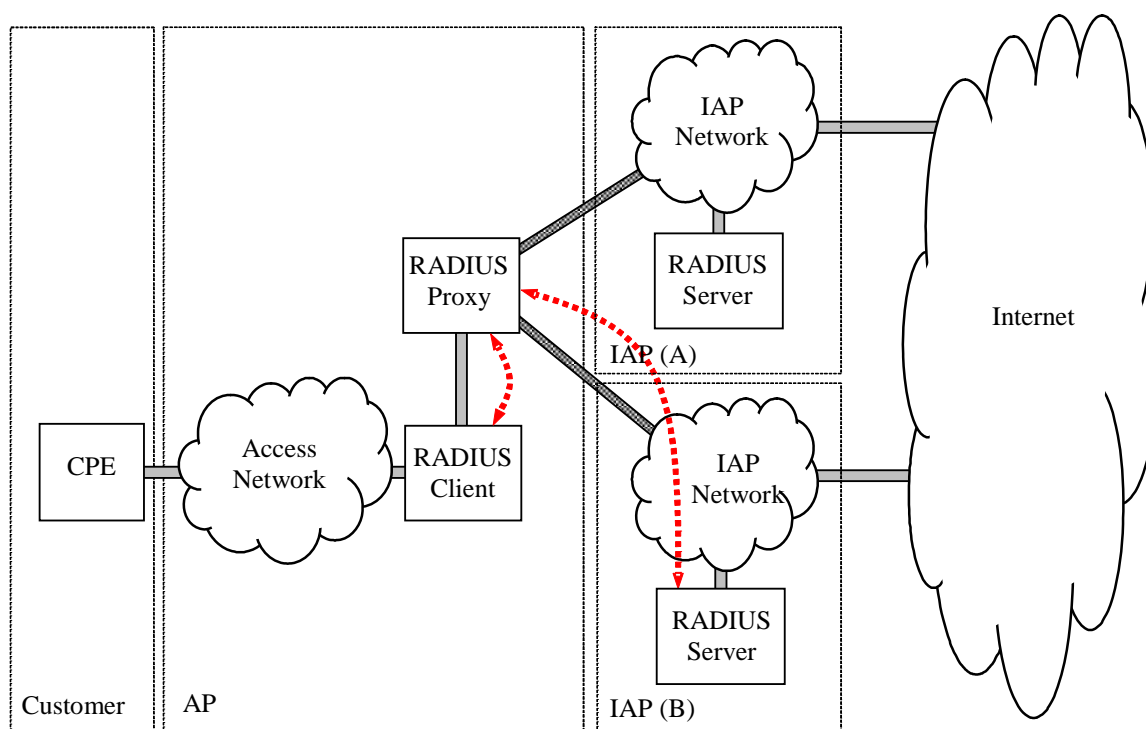 IAP
Network
RADIUS
Server
IAP (A)
RADIUS
Proxy
Internet
CPE
Access
Network
RADIUS
Client
IAP
Network
RADIUS
Server
Customer
AP
IAP (B)